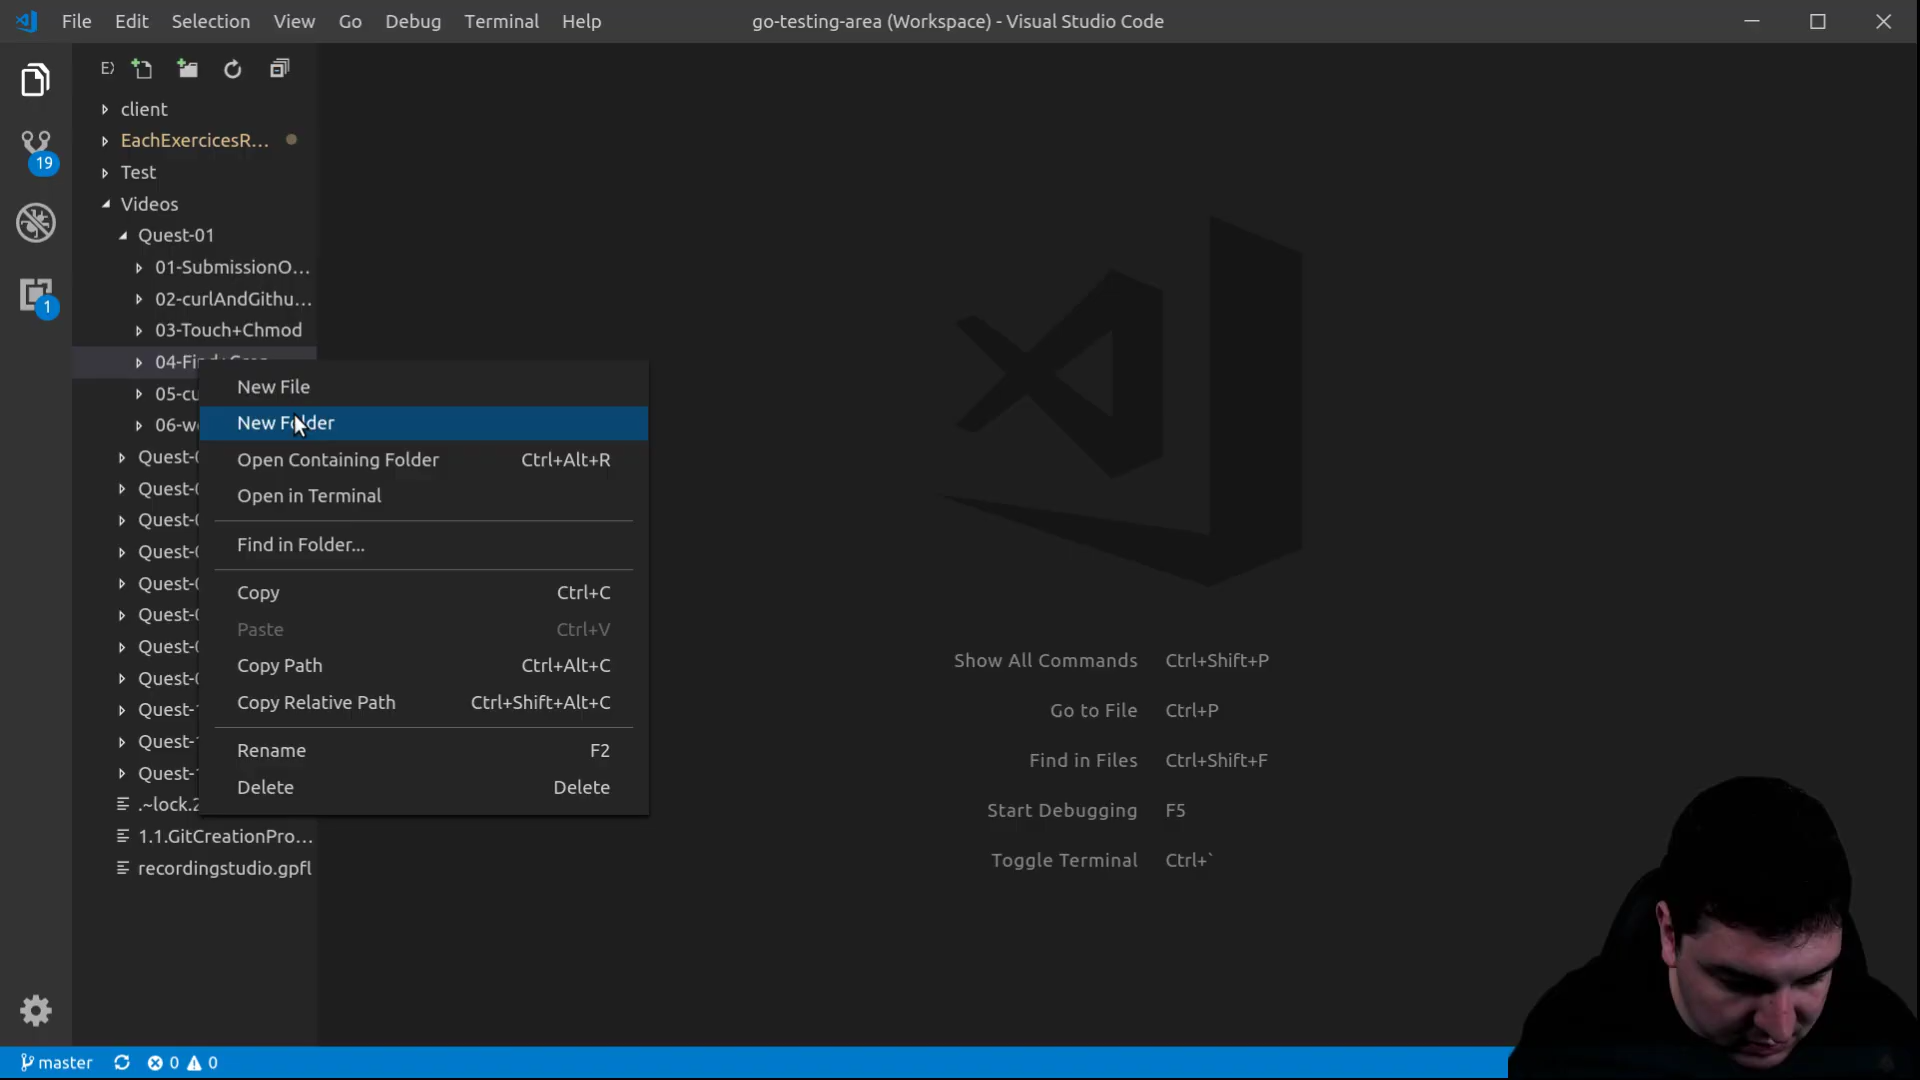 File Edit Selection View Go Debug Terminal Help go-testing-area (Workspace) - Visual Studio Code
client
EachExercicesR...
Test
Videos
Quest-01
01-SubmissionO...
02-curlAndGithu...
03-Touch+Chmod
04-Find+Grep
05-cu
06-w
Quest-
Quest-
Quest-
Quest-
Quest-
Quest-
Quest-
Quest-
Quest-
Quest-
Quest-
.~lock.2
1.1.GitCreationPro...
recordingstudio.gpfl
19
1
New File
New Folder
Open Containing Folder Ctrl+Alt+R
Open in Terminal
Find in Folder...
Copy Ctrl+C
Paste Ctrl+V
Copy Path Ctrl+Alt+C
Copy Relative Path Ctrl+Shift+Alt+C
Rename F2
Delete Delete
Show All Commands Ctrl+Shift+P
Go to File Ctrl+P
Find in Files Ctrl+Shift+F
Start Debugging F5
Toggle Terminal Ctrl+`
master 0 0